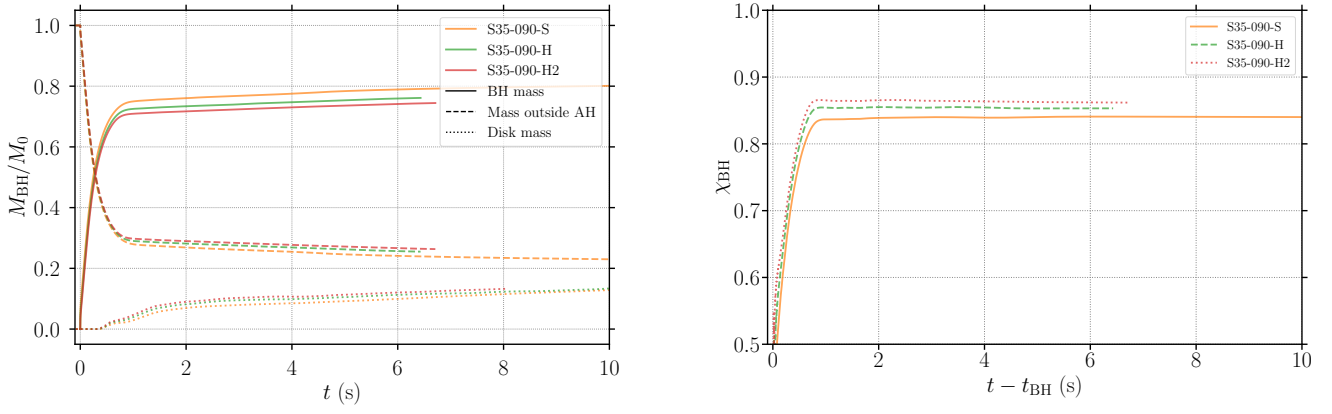 1.0
0.8
0.6
0.4
0.2
0.0
M_BH/M_0
0 2 4 6 8 10
t (s)
S35-090-S
S35-090-H
S35-090-H2
BH mass
Mass outside AH
Disk mass
1.0
0.9
0.8
0.7
0.6
0.5
χ_BH
0 2 4 6 8 10
t − t_BH (s)
S35-090-S
S35-090-H
S35-090-H2